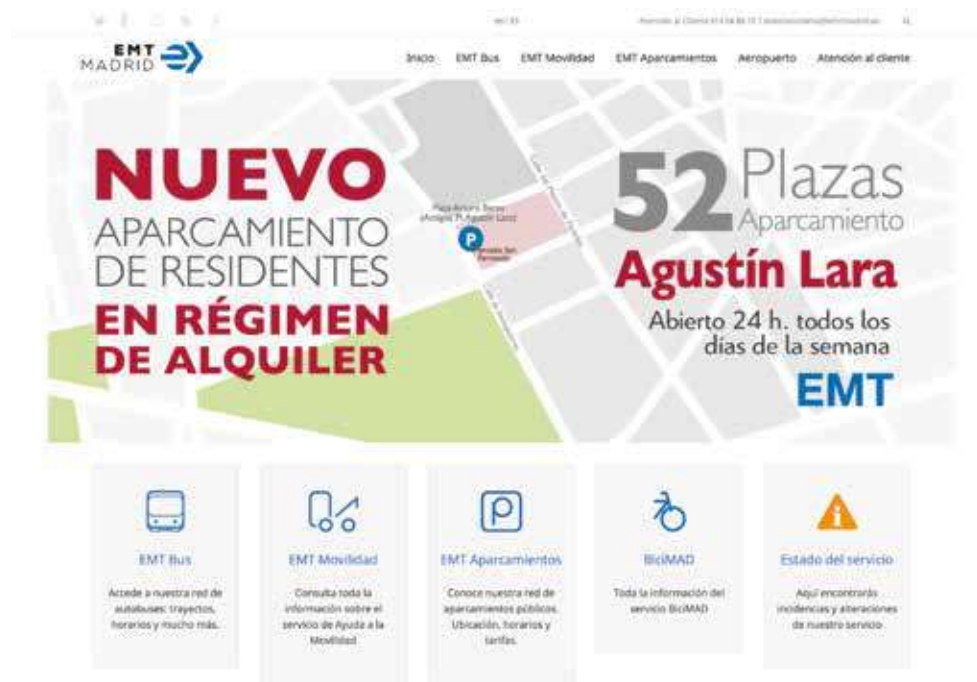 EMT
MADRID
Inicio EMT Bus EMT Movilidad EMT Aparcamientos Aeropuerto Atención al cliente
NUEVO
APARCAMIENTO
DE RESIDENTES
EN RÉGIMEN
DE ALQUILER
P
52 Plazas
Aparcamiento
Agustín Lara
Abierto 24 h. todos los
días de la semana
EMT
EMT Bus
Accede a nuestra red de
autobuses: trayectos,
horarios y mucho más.
EMT Movilidad
Consulta toda la
información sobre el
servicio de Ayuda a la
Movilidad
P
EMT Aparcamientos
Conoce nuestra red de
aparcamientos públicos.
Ubicación, horarios y
tarifas.
BiciMAD
Toda la información del
servicio BiciMAD
Estado del servicio
Aquí encontrarás
incidencias y alteraciones
de nuestro servicio